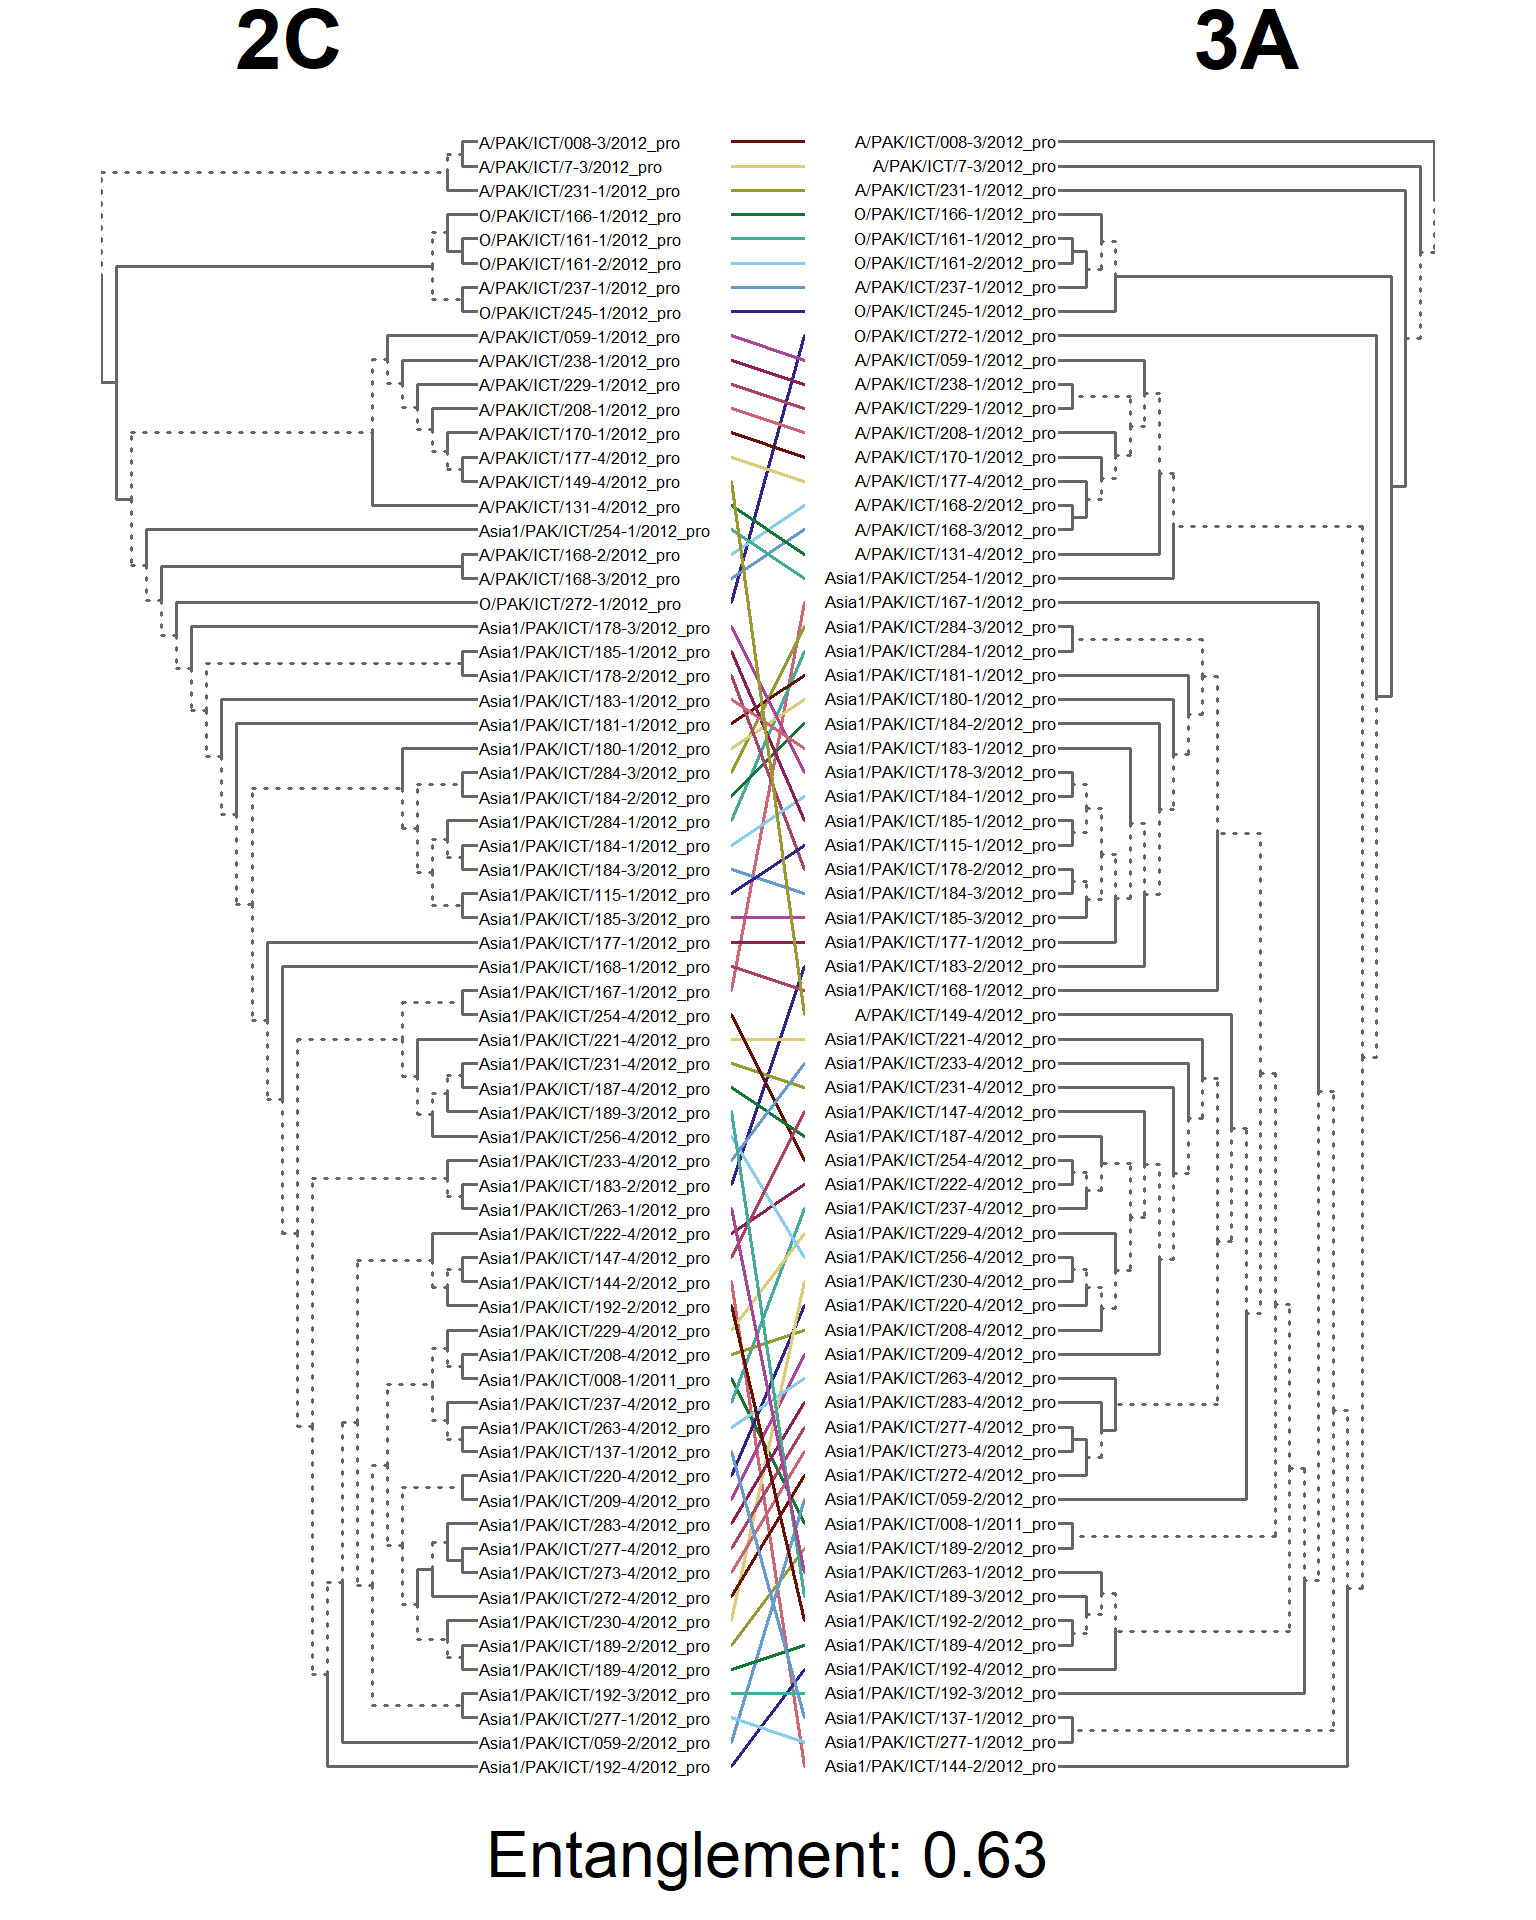 2C 3A
A/PAK/ICT/008-3/2012_pro A/PAK/ICT/008-3/2012_pro
A/PAK/ICT/7-3/2012_pro A/PAK/ICT/7-3/2012_pro
A/PAK/ICT/231-1/2012_pro A/PAK/ICT/231-1/2012_pro
O/PAK/ICT/166-1/2012_pro O/PAK/ICT/166-1/2012_pro
O/PAK/ICT/161-1/2012_pro O/PAK/ICT/161-1/2012_pro
O/PAK/ICT/161-2/2012_pro O/PAK/ICT/161-2/2012_pro
A/PAK/ICT/237-1/2012_pro A/PAK/ICT/237-1/2012_pro
O/PAK/ICT/245-1/2012_pro O/PAK/ICT/245-1/2012_pro
A/PAK/ICT/059-1/2012_pro O/PAK/ICT/272-1/2012_pro
A/PAK/ICT/238-1/2012_pro A/PAK/ICT/059-1/2012_pro
A/PAK/ICT/229-1/2012_pro A/PAK/ICT/238-1/2012_pro
A/PAK/ICT/208-1/2012_pro A/PAK/ICT/229-1/2012_pro
A/PAK/ICT/170-1/2012_pro A/PAK/ICT/208-1/2012_pro
A/PAK/ICT/177-4/2012_pro A/PAK/ICT/170-1/2012_pro
A/PAK/ICT/149-4/2012_pro A/PAK/ICT/177-4/2012_pro
A/PAK/ICT/131-4/2012_pro A/PAK/ICT/168-2/2012_pro
Asia1/PAK/ICT/254-1/2012_pro A/PAK/ICT/168-3/2012_pro
A/PAK/ICT/168-2/2012_pro A/PAK/ICT/131-4/2012_pro
A/PAK/ICT/168-3/2012_pro Asia1/PAK/ICT/254-1/2012_pro
O/PAK/ICT/272-1/2012_pro Asia1/PAK/ICT/167-1/2012_pro
Asia1/PAK/ICT/178-3/2012_pro Asia1/PAK/ICT/284-3/2012_pro
Asia1/PAK/ICT/185-1/2012_pro Asia1/PAK/ICT/284-1/2012_pro
Asia1/PAK/ICT/178-2/2012_pro Asia1/PAK/ICT/181-1/2012_pro
Asia1/PAK/ICT/183-1/2012_pro Asia1/PAK/ICT/180-1/2012_pro
Asia1/PAK/ICT/181-1/2012_pro Asia1/PAK/ICT/184-2/2012_pro
Asia1/PAK/ICT/180-1/2012_pro Asia1/PAK/ICT/183-1/2012_pro
Asia1/PAK/ICT/284-3/2012_pro Asia1/PAK/ICT/178-3/2012_pro
Asia1/PAK/ICT/184-2/2012_pro Asia1/PAK/ICT/184-1/2012_pro
Asia1/PAK/ICT/284-1/2012_pro Asia1/PAK/ICT/185-1/2012_pro
Asia1/PAK/ICT/184-1/2012_pro Asia1/PAK/ICT/115-1/2012_pro
Asia1/PAK/ICT/184-3/2012_pro Asia1/PAK/ICT/178-2/2012_pro
Asia1/PAK/ICT/115-1/2012_pro Asia1/PAK/ICT/184-3/2012_pro
Asia1/PAK/ICT/185-3/2012_pro Asia1/PAK/ICT/185-3/2012_pro
Asia1/PAK/ICT/177-1/2012_pro Asia1/PAK/ICT/177-1/2012_pro
Asia1/PAK/ICT/168-1/2012_pro Asia1/PAK/ICT/183-2/2012_pro
Asia1/PAK/ICT/167-1/2012_pro Asia1/PAK/ICT/168-1/2012_pro
Asia1/PAK/ICT/254-4/2012_pro A/PAK/ICT/149-4/2012_pro
Asia1/PAK/ICT/221-4/2012_pro Asia1/PAK/ICT/221-4/2012_pro
Asia1/PAK/ICT/231-4/2012_pro Asia1/PAK/ICT/233-4/2012_pro
Asia1/PAK/ICT/187-4/2012_pro Asia1/PAK/ICT/231-4/2012_pro
Asia1/PAK/ICT/189-3/2012_pro Asia1/PAK/ICT/147-4/2012_pro
Asia1/PAK/ICT/256-4/2012_pro Asia1/PAK/ICT/187-4/2012_pro
Asia1/PAK/ICT/233-4/2012_pro Asia1/PAK/ICT/254-4/2012_pro
Asia1/PAK/ICT/183-2/2012_pro Asia1/PAK/ICT/222-4/2012_pro
Asia1/PAK/ICT/263-1/2012_pro Asia1/PAK/ICT/237-4/2012_pro
Asia1/PAK/ICT/222-4/2012_pro Asia1/PAK/ICT/229-4/2012_pro
Asia1/PAK/ICT/147-4/2012_pro Asia1/PAK/ICT/256-4/2012_pro
Asia1/PAK/ICT/144-2/2012_pro Asia1/PAK/ICT/230-4/2012_pro
Asia1/PAK/ICT/192-2/2012_pro Asia1/PAK/ICT/220-4/2012_pro
Asia1/PAK/ICT/229-4/2012_pro Asia1/PAK/ICT/208-4/2012_pro
Asia1/PAK/ICT/208-4/2012_pro Asia1/PAK/ICT/209-4/2012_pro
Asia1/PAK/ICT/008-1/2011_pro Asia1/PAK/ICT/263-4/2012_pro
Asia1/PAK/ICT/237-4/2012_pro Asia1/PAK/ICT/283-4/2012_pro
Asia1/PAK/ICT/263-4/2012_pro Asia1/PAK/ICT/277-4/2012_pro
Asia1/PAK/ICT/137-1/2012_pro Asia1/PAK/ICT/273-4/2012_pro
Asia1/PAK/ICT/220-4/2012_pro Asia1/PAK/ICT/272-4/2012_pro
Asia1/PAK/ICT/209-4/2012_pro Asia1/PAK/ICT/059-2/2012_pro
Asia1/PAK/ICT/283-4/2012_pro Asia1/PAK/ICT/008-1/2011_pro
Asia1/PAK/ICT/277-4/2012_pro Asia1/PAK/ICT/189-2/2012_pro
Asia1/PAK/ICT/273-4/2012_pro Asia1/PAK/ICT/263-1/2012_pro
Asia1/PAK/ICT/272-4/2012_pro Asia1/PAK/ICT/189-3/2012_pro
Asia1/PAK/ICT/230-4/2012_pro Asia1/PAK/ICT/192-2/2012_pro
Asia1/PAK/ICT/189-2/2012_pro Asia1/PAK/ICT/189-4/2012_pro
Asia1/PAK/ICT/189-4/2012_pro Asia1/PAK/ICT/192-4/2012_pro
Asia1/PAK/ICT/192-3/2012_pro Asia1/PAK/ICT/192-3/2012_pro
Asia1/PAK/ICT/277-1/2012_pro Asia1/PAK/ICT/137-1/2012_pro
Asia1/PAK/ICT/059-2/2012_pro Asia1/PAK/ICT/277-1/2012_pro
Asia1/PAK/ICT/192-4/2012_pro Asia1/PAK/ICT/144-2/2012_pro
Entanglement: 0.63